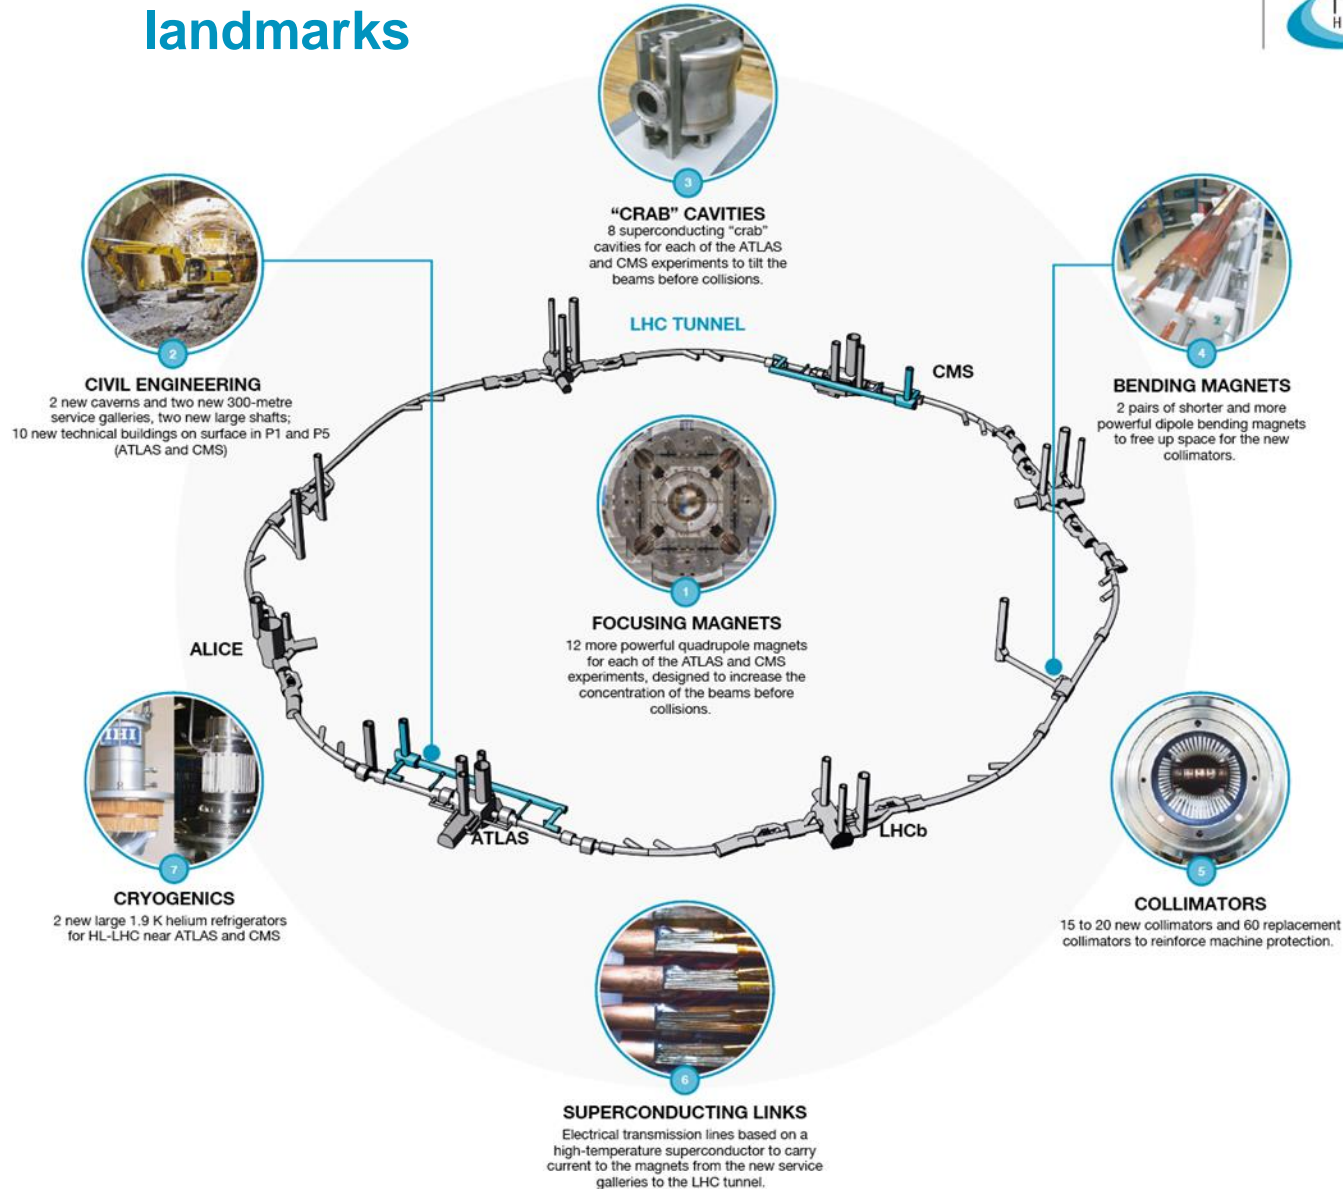 landmarks
3
"CRAB" CAVITIES
8 superconducting "crab"
cavities for each of the ATLAS
and CMS experiments to tilt the
beams before collisions.
2
CIVIL ENGINEERING
2 new caverns and two new 300-metre
service galleries, two new large shafts;
10 new technical buildings on surface in P1 and P5
(ATLAS and CMS)
LHC TUNNEL
CMS
4
BENDING MAGNETS
2 pairs of shorter and more
powerful dipole bending magnets
to free up space for the new
collimators.
1
FOCUSING MAGNETS
12 more powerful quadrupole magnets
for each of the ATLAS and CMS
experiments, designed to increase the
concentration of the beams before
collisions.
ALICE
ATLAS
LHCb
IHI
7
CRYOGENICS
2 new large 1.9 K helium refrigerators
for HL-LHC near ATLAS and CMS
5
COLLIMATORS
15 to 20 new collimators and 60 replacement
collimators to reinforce machine protection.
6
SUPERCONDUCTING LINKS
Electrical transmission lines based on a
high-temperature superconductor to carry
current to the magnets from the new service
galleries to the LHC tunnel.